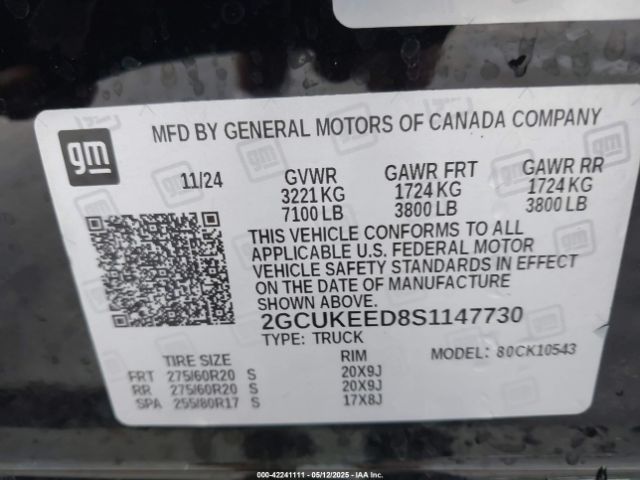 gm
MFD BY GENERAL MOTORS OF CANADA COMPANY
11/24 GVWR GAWR FRT GAWR RR
3221 KG 1724 KG 1724 KG
7100 LB 3800 LB 3800 LB
THIS VEHICLE CONFORMS TO ALL
APPLICABLE U.S. FEDERAL MOTOR
VEHICLE SAFETY STANDARDS IN EFFECT
ON THE DATE OF MANUFACTURE
SHOWN ABOVE.
2GCUKEED8S1147730
TYPE: TRUCK
TIRE SIZE RIM MODEL: 80CK10543
FRT 275/60R20 S 20X9J
RR 275/60R20 S 20X9J
SPA 255/80R17 S 17X8J
000-42241111 - 05/12/2025 - IAA Inc.